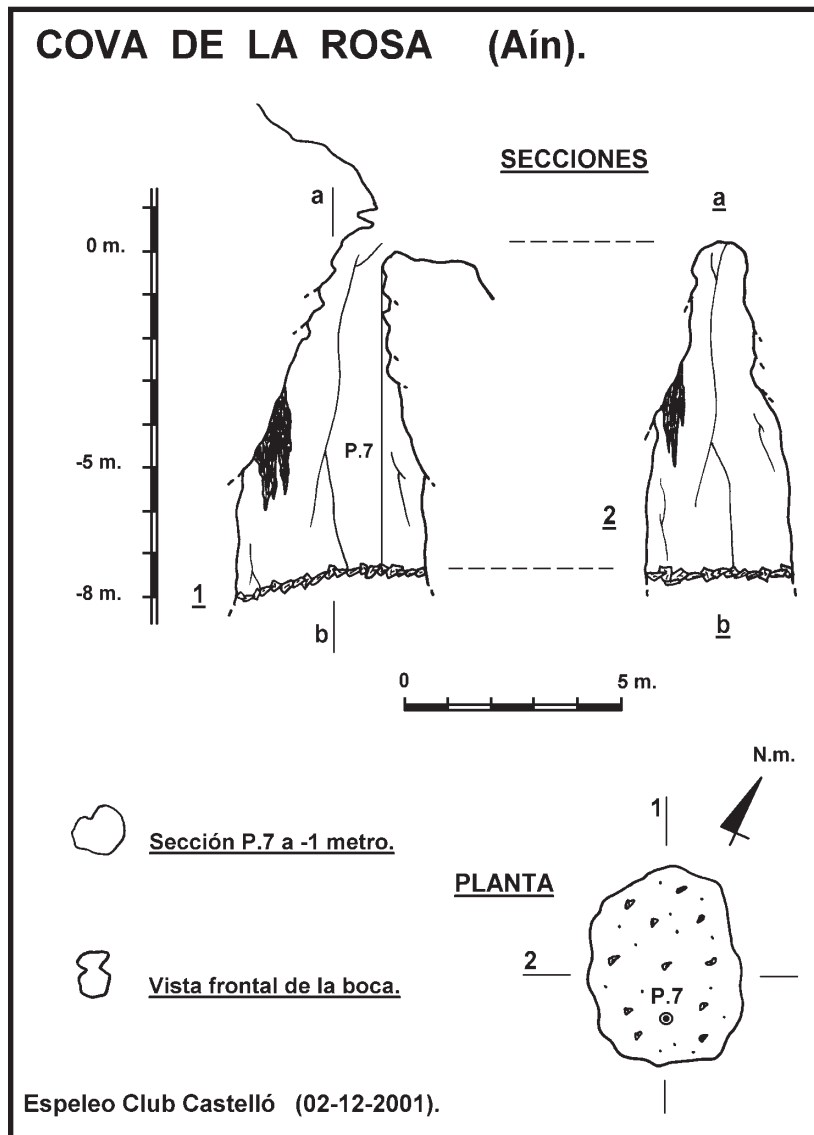 COVA DE LA ROSA (Aín).
SECCIONES
a
a
0 m.
-5 m.
P.7
2
-8 m.
1
b
b
0 5 m.
N.m.
1
Sección P.7 a -1 metro.
PLANTA
2
P.7
Vista frontal de la boca.
Espeleo Club Castelló (02-12-2001).